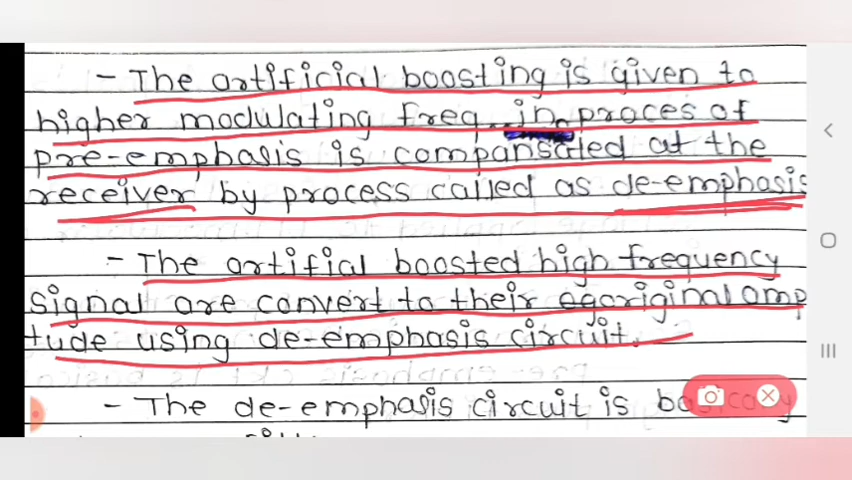 - The artificial boosting is given to
higher modulating freq. in proces of
pre-emphasis is compansated at the
receiver by process called as de-emphasis
- The artifial boosted high frequency
signal are convert to their original amp
tude using de-emphasis circuit.
- The de-emphasis circuit is